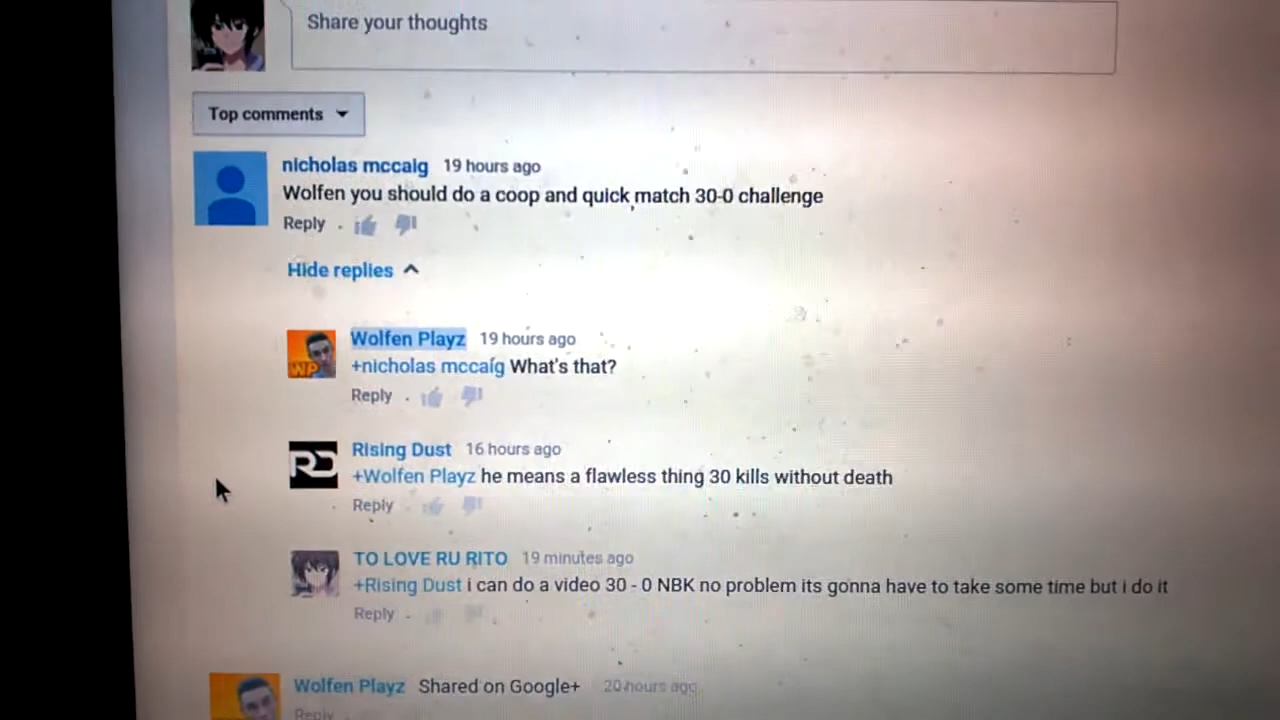 Share your thoughts
Top comments
nicholas mccaig 19 hours ago
Wolfen you should do a coop and quick match 30-0 challenge
Reply .
Hide replies
WP
Wolfen Playz 19 hours ago
+nicholas mccaig What's that?
Reply .
RD
Rising Dust 16 hours ago
+Wolfen Playz he means a flawless thing 30 kills without death
Reply
TO LOVE RU RITO 19 minutes ago
+Rising Dust i can do a video 30 - 0 NBK no problem its gonna have to take some time but i do it
Reply .
Wolfen Playz Shared on Google+ 20 hours ago
Reply